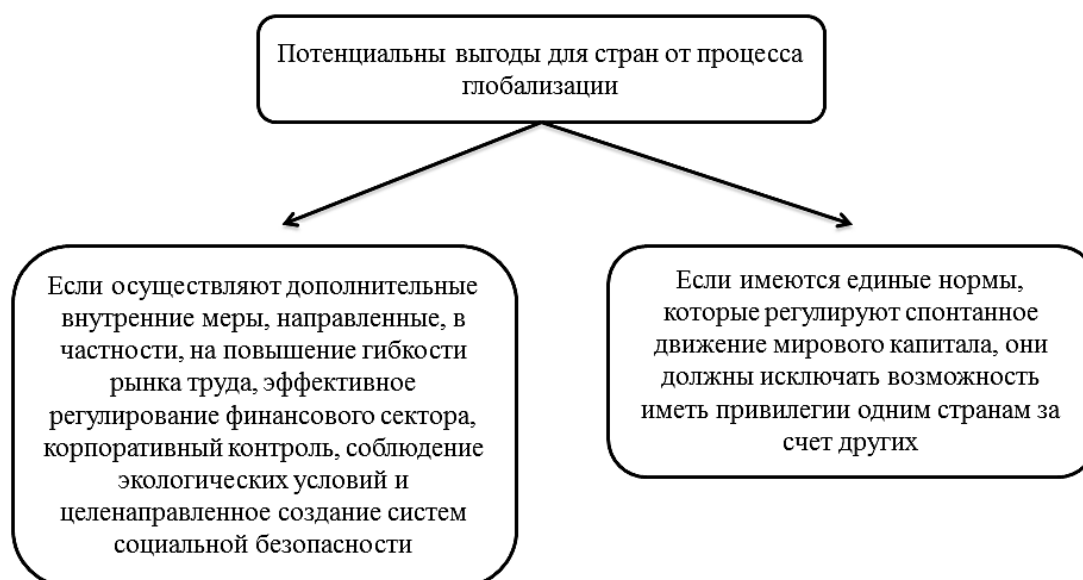 Потенциальны выгоды для стран от процесса
глобализации
Если осуществляют дополнительные
внутренние меры, направленные, в
частности, на повышение гибкости
рынка труда, эффективное
регулирование финансового сектора,
корпоративный контроль, соблюдение
экологических условий и
целенаправленное создание систем
социальной безопасности
Если имеются единые нормы,
которые регулируют спонтанное
движение мирового капитала, они
должны исключать возможность
иметь привилегии одним странам за
счет других